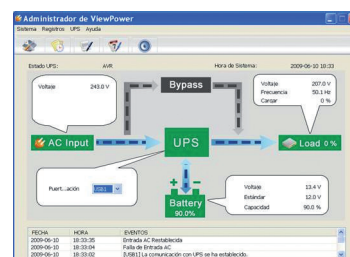 Administrador de ViewPower
Sistema Registros UPS Ayuda
Estado UPS: AVR Hora de Sistema: 2009-06-10 18:33
Voltaje 243.0 V
Bypass
Voltaje 207.0 V
Frecuencia 50.1 Hz
Cargar 0 %
AC Input
UPS
Load 0 %
Puert...ación USB1
+ -
Battery
90.0%
Voltaje 13.4 V
Estándar 12.0 V
Capacidad 90.0 %
FECHA HORA EVENTOS
2009-06-10 18:33:35 Entrada AC Restablecida
2009-06-10 18:33:04 Falla de Entrada AC
2009-06-10 18:33:02 [USB1] La comunicación con UPS se ha establecido.